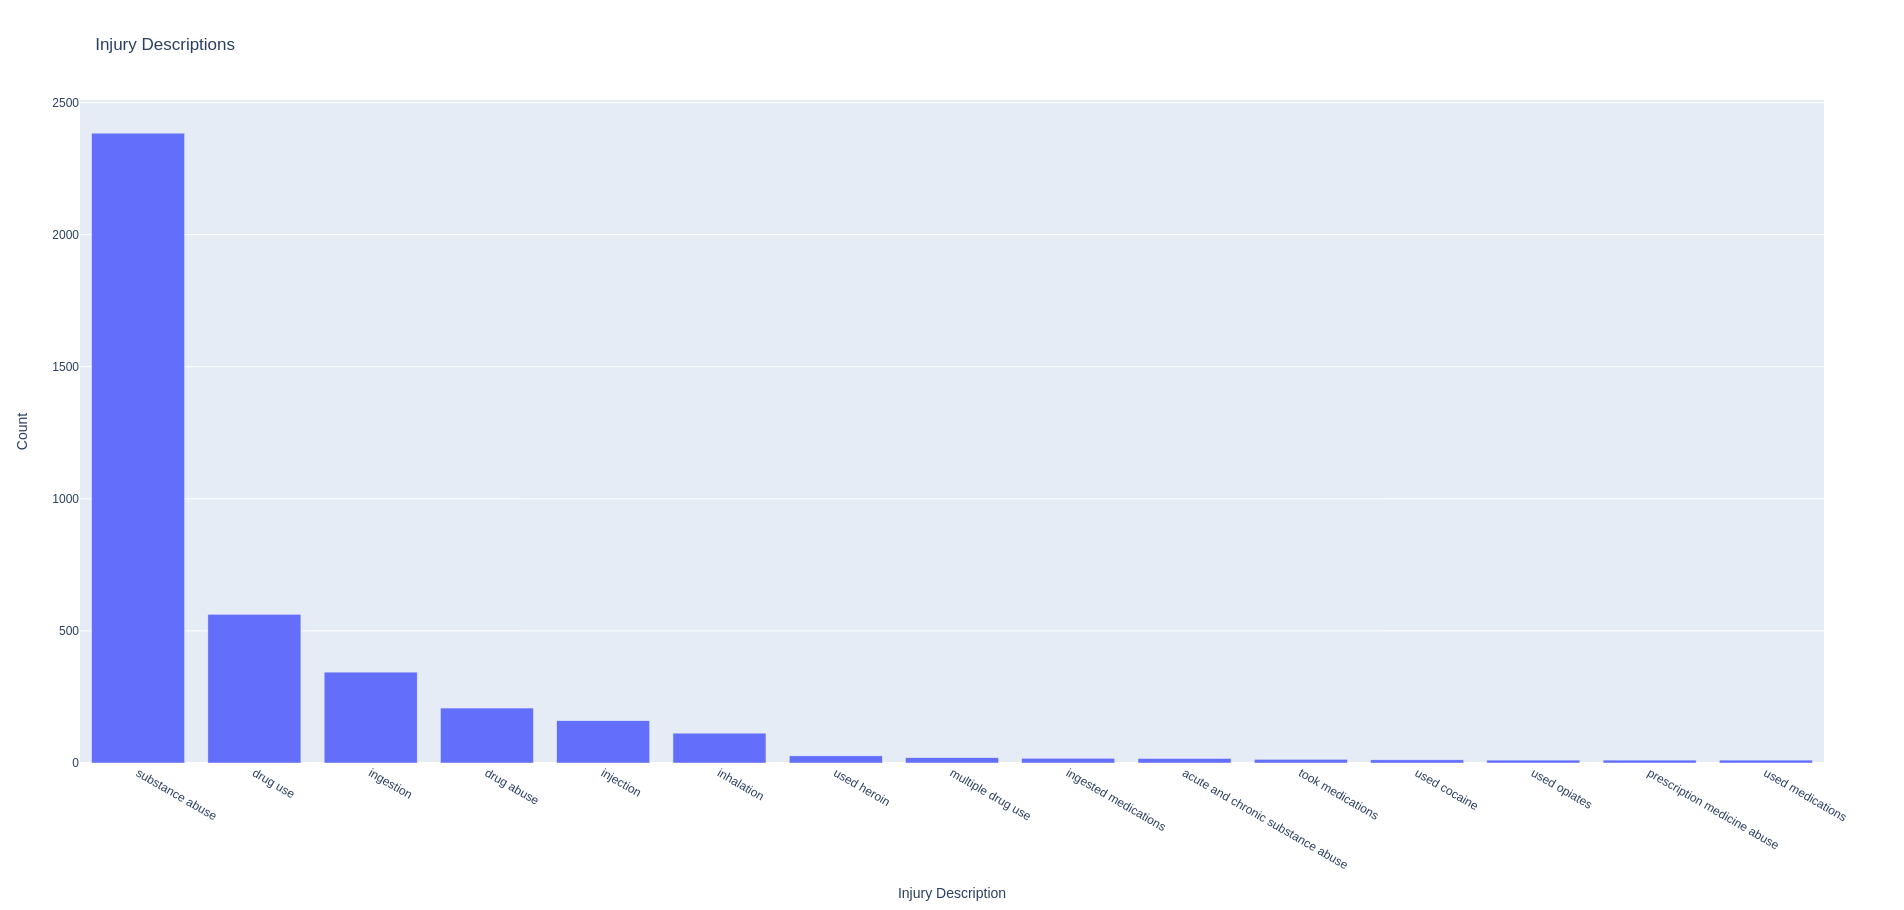 Injury Descriptions
2500
2000
1500
1000
500
0
Count
substance abuse
drug use
ingestion
drug abuse
injection
inhalation
used heroin
multiple drug use
ingested medications
acute and chronic substance abuse
took medications
used cocaine
used opiates
prescription medicine abuse
used medications
Injury Description